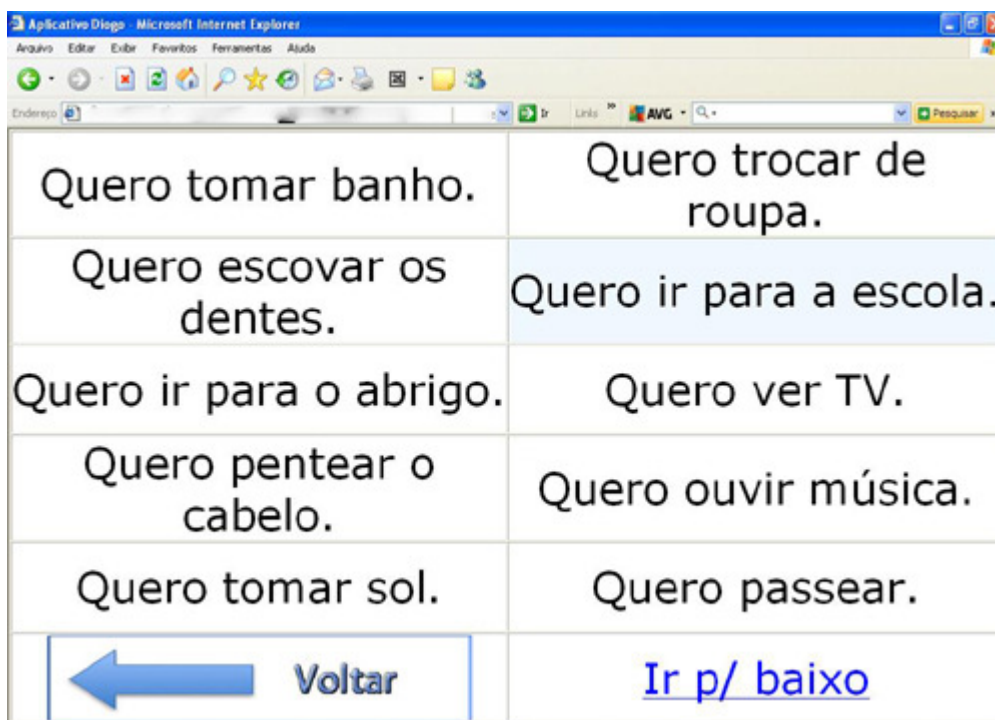 Aplicativo Diogo - Microsoft Internet Explorer
Arquivo Editar Exibir Favoritos Ferramentas Ajuda
Endereço Ir Links » AVG Pesquisar
Quero tomar banho.
Quero trocar de
roupa.
Quero escovar os
dentes.
Quero ir para a escola.
Quero ir para o abrigo.
Quero ver TV.
Quero pentear o
cabelo.
Quero ouvir música.
Quero tomar sol.
Quero passear.
Voltar
Ir p/ baixo